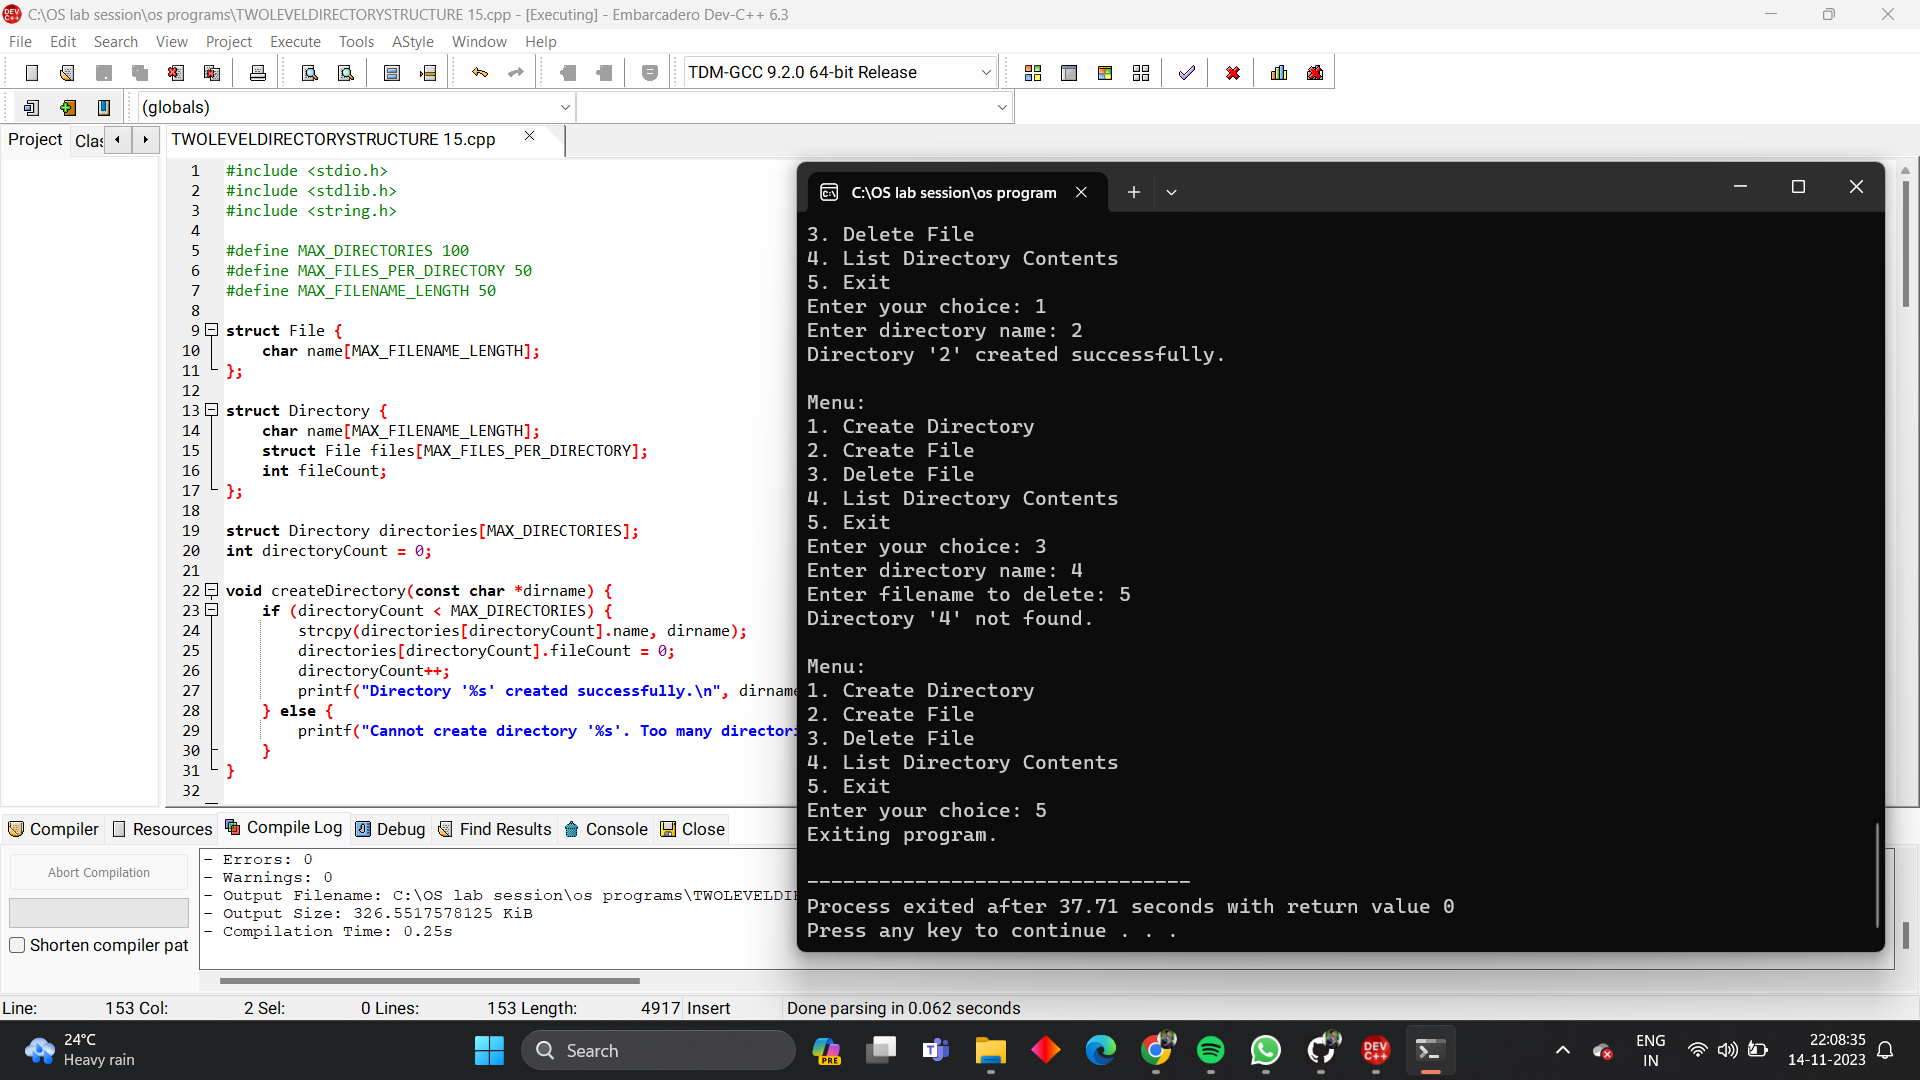 C:\OS lab session\os programs\TWOLEVELDIRECTORYSTRUCTURE 15.cpp - [Executing] - Embarcadero Dev-C++ 6.3
File Edit Search View Project Execute Tools AStyle Window Help
TDM-GCC 9.2.0 64-bit Release
(globals)
Project Clas
TWOLEVELDIRECTORYSTRUCTURE 15.cpp
1 #include <stdio.h>
2 #include <stdlib.h>
3 #include <string.h>
4
5 #define MAX_DIRECTORIES 100
6 #define MAX_FILES_PER_DIRECTORY 50
7 #define MAX_FILENAME_LENGTH 50
8
9 struct File {
10 char name[MAX_FILENAME_LENGTH];
11 };
12
13 struct Directory {
14 char name[MAX_FILENAME_LENGTH];
15 struct File files[MAX_FILES_PER_DIRECTORY];
16 int fileCount;
17 };
18
19 struct Directory directories[MAX_DIRECTORIES];
20 int directoryCount = 0;
21
22 void createDirectory(const char *dirname) {
23 if (directoryCount < MAX_DIRECTORIES) {
24 strcpy(directories[directoryCount].name, dirname);
25 directories[directoryCount].fileCount = 0;
26 directoryCount++;
27 printf("Directory '%s' created successfully.\n", dirname
28 } else {
29 printf("Cannot create directory '%s'. Too many directori
30 }
31 }
32
C:\OS lab session\os program
3. Delete File
4. List Directory Contents
5. Exit
Enter your choice: 1
Enter directory name: 2
Directory '2' created successfully.
Menu:
1. Create Directory
2. Create File
3. Delete File
4. List Directory Contents
5. Exit
Enter your choice: 3
Enter directory name: 4
Enter filename to delete: 5
Directory '4' not found.
Menu:
1. Create Directory
2. Create File
3. Delete File
4. List Directory Contents
5. Exit
Enter your choice: 5
Exiting program.
--------------------------------
Process exited after 37.71 seconds with return value 0
Press any key to continue . . .
Compiler Resources Compile Log Debug Find Results Console Close
Abort Compilation
Shorten compiler pat
- Errors: 0
- Warnings: 0
- Output Filename: C:\OS lab session\os programs\TWOLEVELDI
- Output Size: 326.5517578125 KiB
- Compilation Time: 0.25s
Line: 153 Col: 2 Sel: 0 Lines: 153 Length: 4917 Insert Done parsing in 0.062 seconds
24°C
Heavy rain
Search
PRE
DEV C++
ENG
IN
22:08:35
14-11-2023